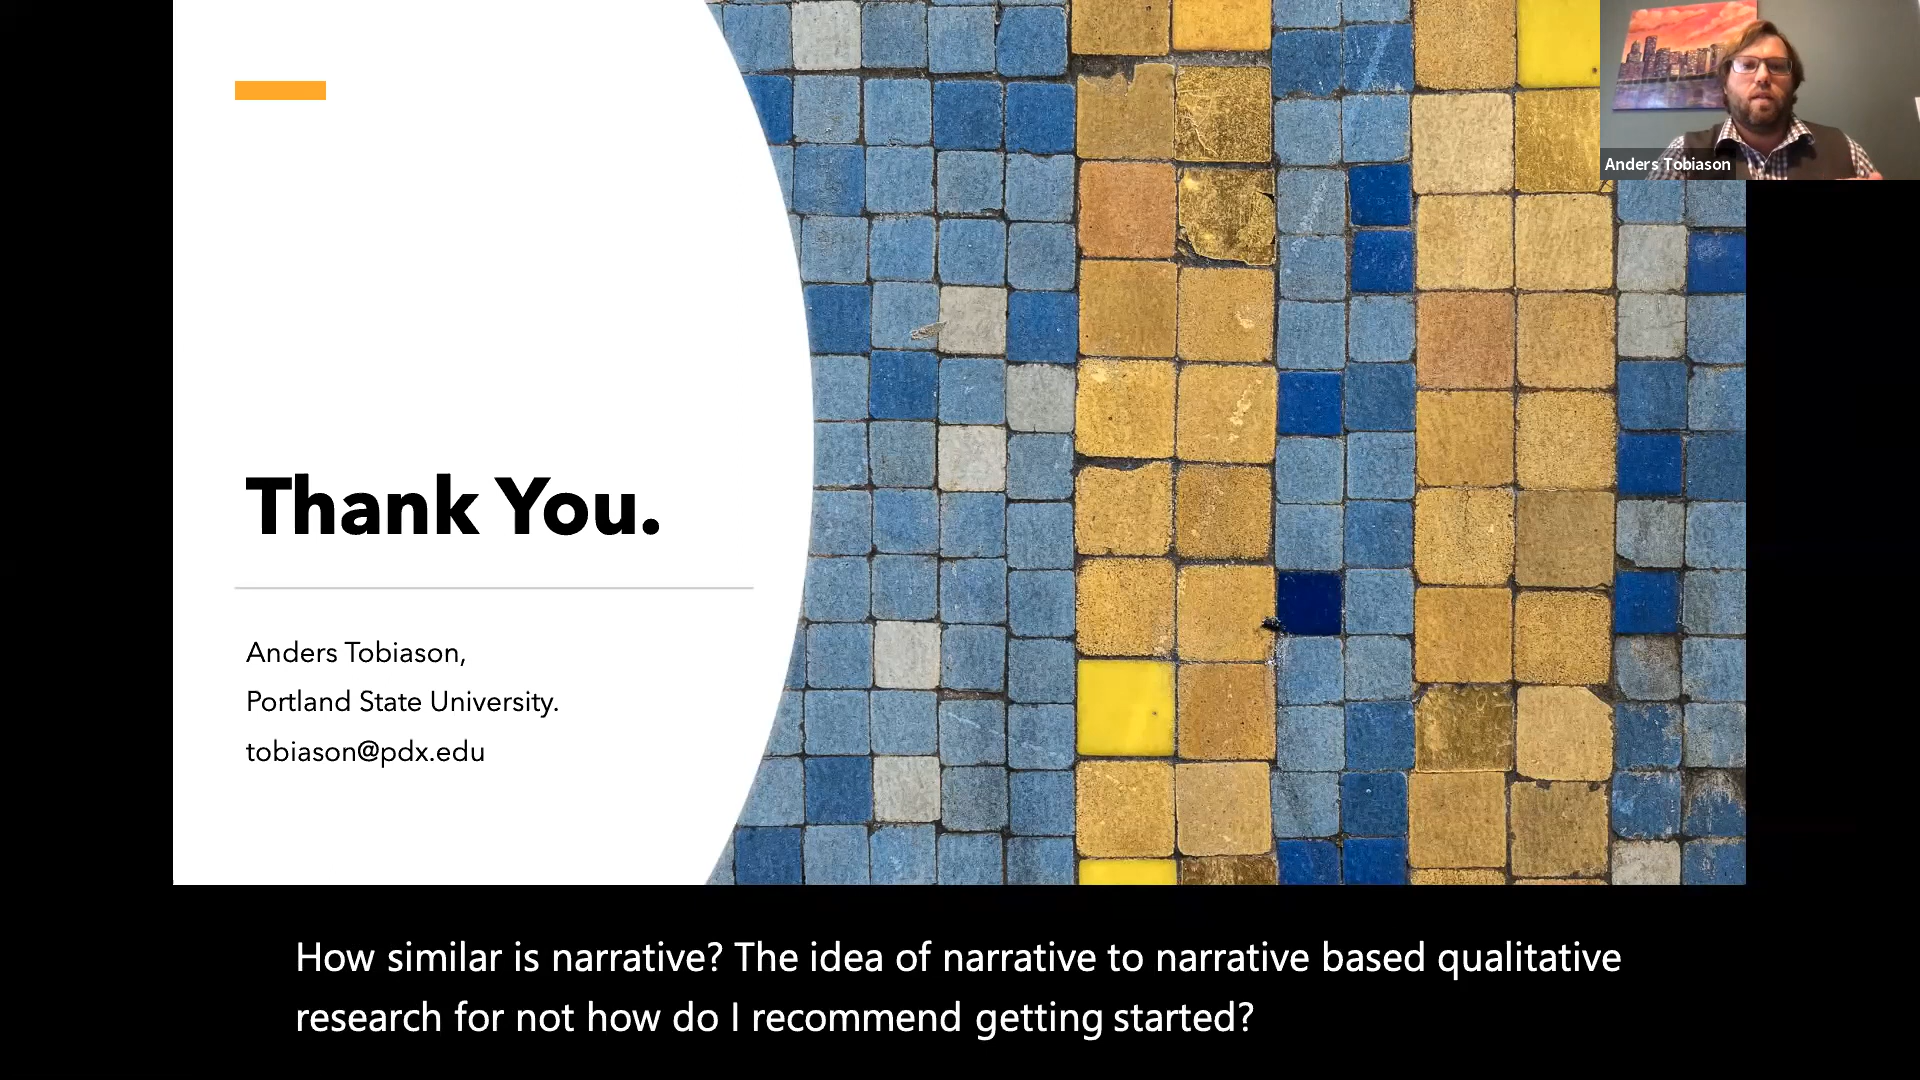 Anders Tobiason
Thank You.
Anders Tobiason,
Portland State University.
tobiason@pdx.edu
How similar is narrative? The idea of narrative to narrative based qualitative
research for not how do I recommend getting started?